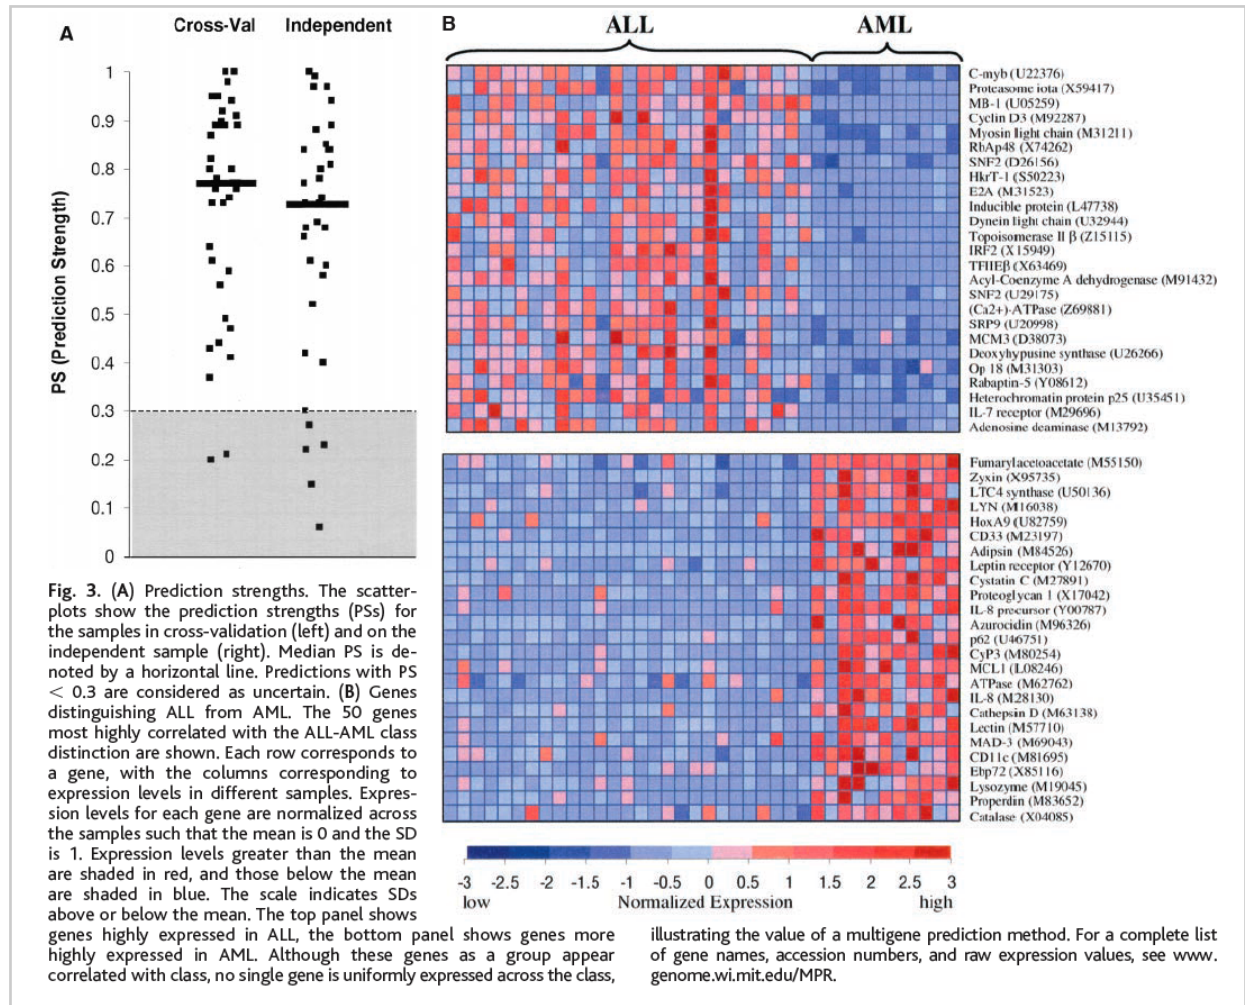 A
Cross-Val
Independent
PS (Prediction Strength)
1
0.9
0.8
0.7
0.6
0.5
0.4
0.3
0.2
0.1
0
B
ALL
AML
C-myb (U22376)
Proteasome iota (X59417)
MB-1 (U05259)
Cyclin D3 (M92287)
Myosin light chain (M31211)
RbAp48 (X74262)
SNF2 (D26156)
HkrT-1 (S50223)
E2A (M31523)
Inducible protein (L47738)
Dynein light chain (U32944)
Topoisomerase II β (Z15115)
IRF2 (X15949)
TFIIEβ (X63469)
Acyl-Coenzyme A dehydrogenase (M91432)
SNF2 (U29175)
(Ca2+)-ATPase (Z69881)
SRP9 (U20998)
MCM3 (D38073)
Deoxyhypusine synthase (U26266)
Op 18 (M31303)
Rabaptin-5 (Y08612)
Heterochromatin protein p25 (U35451)
IL-7 receptor (M29696)
Adenosine deaminase (M13792)
Fumarylacetoacetate (M55150)
Zyxin (X95735)
LTC4 synthase (U50136)
LYN (M16038)
HoxA9 (U82759)
CD33 (M23197)
Adipsin (M84526)
Leptin receptor (Y12670)
Cystatin C (M27891)
Proteoglycan 1 (X17042)
IL-8 precursor (Y00787)
Azurocidin (M96326)
p62 (U46751)
CyP3 (M80254)
MCL1 (L08246)
ATPase (M62762)
IL-8 (M28130)
Cathepsin D (M63138)
Lectin (M57710)
MAD-3 (M69043)
CD11c (M81695)
Ebp72 (X85116)
Lysozyme (M19045)
Properdin (M83652)
Catalase (X04085)
-3 -2.5 -2 -1.5 -1 -0.5 0 0.5 1 1.5 2 2.5 3
low Normalized Expression high
Fig. 3. (A) Prediction strengths. The scatter-
plots show the prediction strengths (PSs) for
the samples in cross-validation (left) and on the
independent sample (right). Median PS is de-
noted by a horizontal line. Predictions with PS
< 0.3 are considered as uncertain. (B) Genes
distinguishing ALL from AML. The 50 genes
most highly correlated with the ALL-AML class
distinction are shown. Each row corresponds to
a gene, with the columns corresponding to
expression levels in different samples. Expres-
sion levels for each gene are normalized across
the samples such that the mean is 0 and the SD
is 1. Expression levels greater than the mean
are shaded in red, and those below the mean
are shaded in blue. The scale indicates SDs
above or below the mean. The top panel shows
genes highly expressed in ALL, the bottom panel shows genes more
highly expressed in AML. Although these genes as a group appear
correlated with class, no single gene is uniformly expressed across the class,
illustrating the value of a multigene prediction method. For a complete list
of gene names, accession numbers, and raw expression values, see www.
genome.wi.mit.edu/MPR.